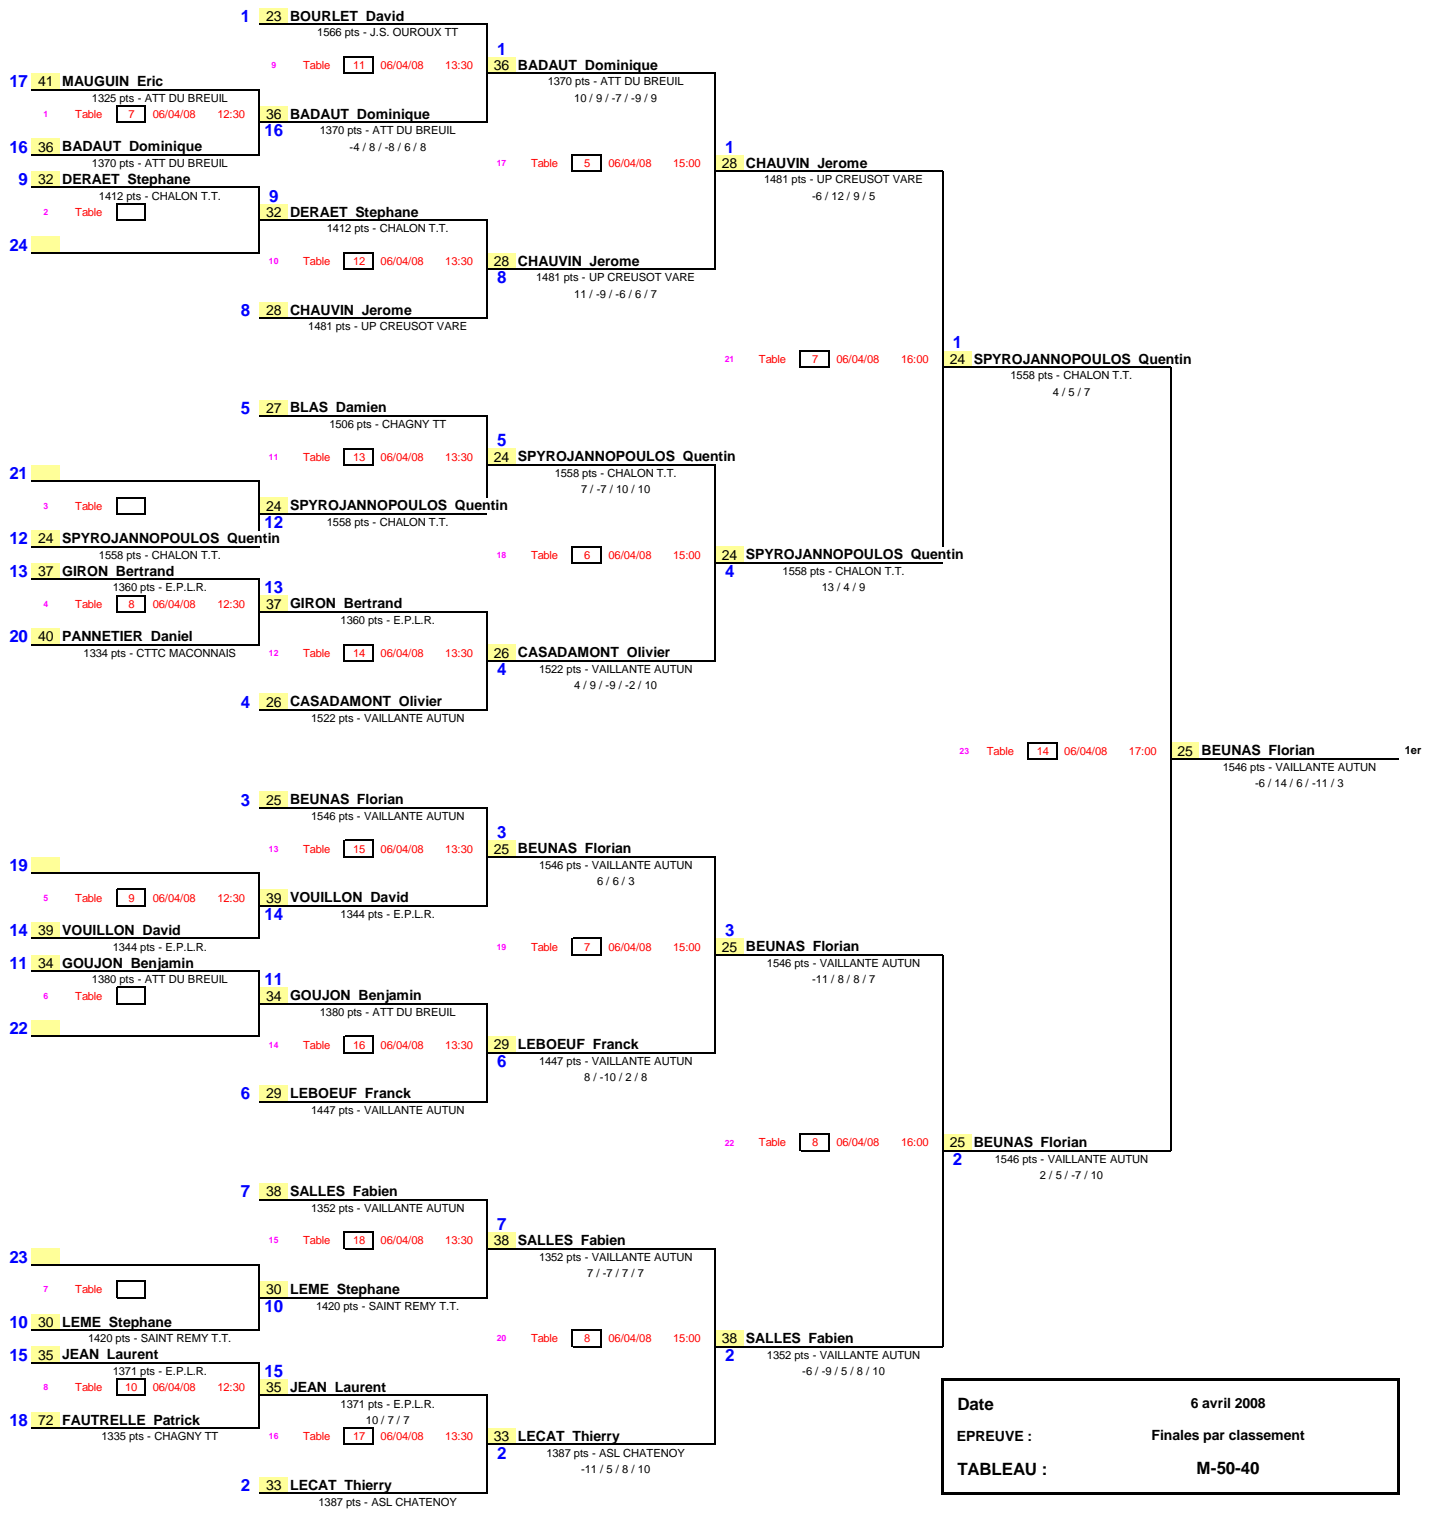 1 23 BOURLET David
1566 pts - J.S. OUROUX TT
9 Table 11 06/04/08 13:30
1
36 BADAUT Dominique
1370 pts - ATT DU BREUIL
10 / 9 / -7 / -9 / 9
17 41 MAUGUIN Eric
1325 pts - ATT DU BREUIL
1 Table 7 06/04/08 12:30
36 BADAUT Dominique
16
1370 pts - ATT DU BREUIL
-4 / 8 / -8 / 6 / 8
16 36 BADAUT Dominique
1370 pts - ATT DU BREUIL
17 Table 5 06/04/08 15:00
1
28 CHAUVIN Jerome
1481 pts - UP CREUSOT VARE
-6 / 12 / 9 / 5
9 32 DERAET Stephane
1412 pts - CHALON T.T.
2 Table
9
32 DERAET Stephane
1412 pts - CHALON T.T.
24
10 Table 12 06/04/08 13:30
28 CHAUVIN Jerome
8
1481 pts - UP CREUSOT VARE
11 / -9 / -6 / 6 / 7
8 28 CHAUVIN Jerome
1481 pts - UP CREUSOT VARE
21 Table 7 06/04/08 16:00
1
24 SPYROJANNOPOULOS Quentin
1558 pts - CHALON T.T.
4 / 5 / 7
5 27 BLAS Damien
1506 pts - CHAGNY TT
11 Table 13 06/04/08 13:30
5
24 SPYROJANNOPOULOS Quentin
1558 pts - CHALON T.T.
7 / -7 / 10 / 10
21
3 Table
24 SPYROJANNOPOULOS Quentin
12
1558 pts - CHALON T.T.
12 24 SPYROJANNOPOULOS Quentin
1558 pts - CHALON T.T.
18 Table 6 06/04/08 15:00
24 SPYROJANNOPOULOS Quentin
4
1558 pts - CHALON T.T.
13 / 4 / 9
13 37 GIRON Bertrand
1360 pts - E.P.L.R.
4 Table 8 06/04/08 12:30
13
37 GIRON Bertrand
1360 pts - E.P.L.R.
20 40 PANNETIER Daniel
1334 pts - CTTC MACONNAIS
12 Table 14 06/04/08 13:30
26 CASADAMONT Olivier
4
1522 pts - VAILLANTE AUTUN
4 / 9 / -9 / -2 / 10
4 26 CASADAMONT Olivier
1522 pts - VAILLANTE AUTUN
23 Table 14 06/04/08 17:00
25 BEUNAS Florian 1er
1546 pts - VAILLANTE AUTUN
-6 / 14 / 6 / -11 / 3
3 25 BEUNAS Florian
1546 pts - VAILLANTE AUTUN
13 Table 15 06/04/08 13:30
3
25 BEUNAS Florian
1546 pts - VAILLANTE AUTUN
6 / 6 / 3
19
5 Table 9 06/04/08 12:30
39 VOUILLON David
14
1344 pts - E.P.L.R.
14 39 VOUILLON David
1344 pts - E.P.L.R.
19 Table 7 06/04/08 15:00
3
25 BEUNAS Florian
1546 pts - VAILLANTE AUTUN
-11 / 8 / 8 / 7
11 34 GOUJON Benjamin
1380 pts - ATT DU BREUIL
6 Table
11
34 GOUJON Benjamin
1380 pts - ATT DU BREUIL
22
14 Table 16 06/04/08 13:30
29 LEBOEUF Franck
6
1447 pts - VAILLANTE AUTUN
8 / -10 / 2 / 8
6 29 LEBOEUF Franck
1447 pts - VAILLANTE AUTUN
22 Table 8 06/04/08 16:00
25 BEUNAS Florian
2
1546 pts - VAILLANTE AUTUN
2 / 5 / -7 / 10
7 38 SALLES Fabien
1352 pts - VAILLANTE AUTUN
15 Table 18 06/04/08 13:30
7
38 SALLES Fabien
1352 pts - VAILLANTE AUTUN
7 / -7 / 7 / 7
23
7 Table
30 LEME Stephane
10
1420 pts - SAINT REMY T.T.
10 30 LEME Stephane
1420 pts - SAINT REMY T.T.
20 Table 8 06/04/08 15:00
38 SALLES Fabien
2
1352 pts - VAILLANTE AUTUN
-6 / -9 / 5 / 8 / 10
15 35 JEAN Laurent
1371 pts - E.P.L.R.
8 Table 10 06/04/08 12:30
15
35 JEAN Laurent
1371 pts - E.P.L.R.
10 / 7 / 7
18 72 FAUTRELLE Patrick
1335 pts - CHAGNY TT
16 Table 17 06/04/08 13:30
33 LECAT Thierry
2
1387 pts - ASL CHATENOY
-11 / 5 / 8 / 10
2 33 LECAT Thierry
1387 pts - ASL CHATENOY
Date 6 avril 2008
EPREUVE : Finales par classement
TABLEAU : M-50-40